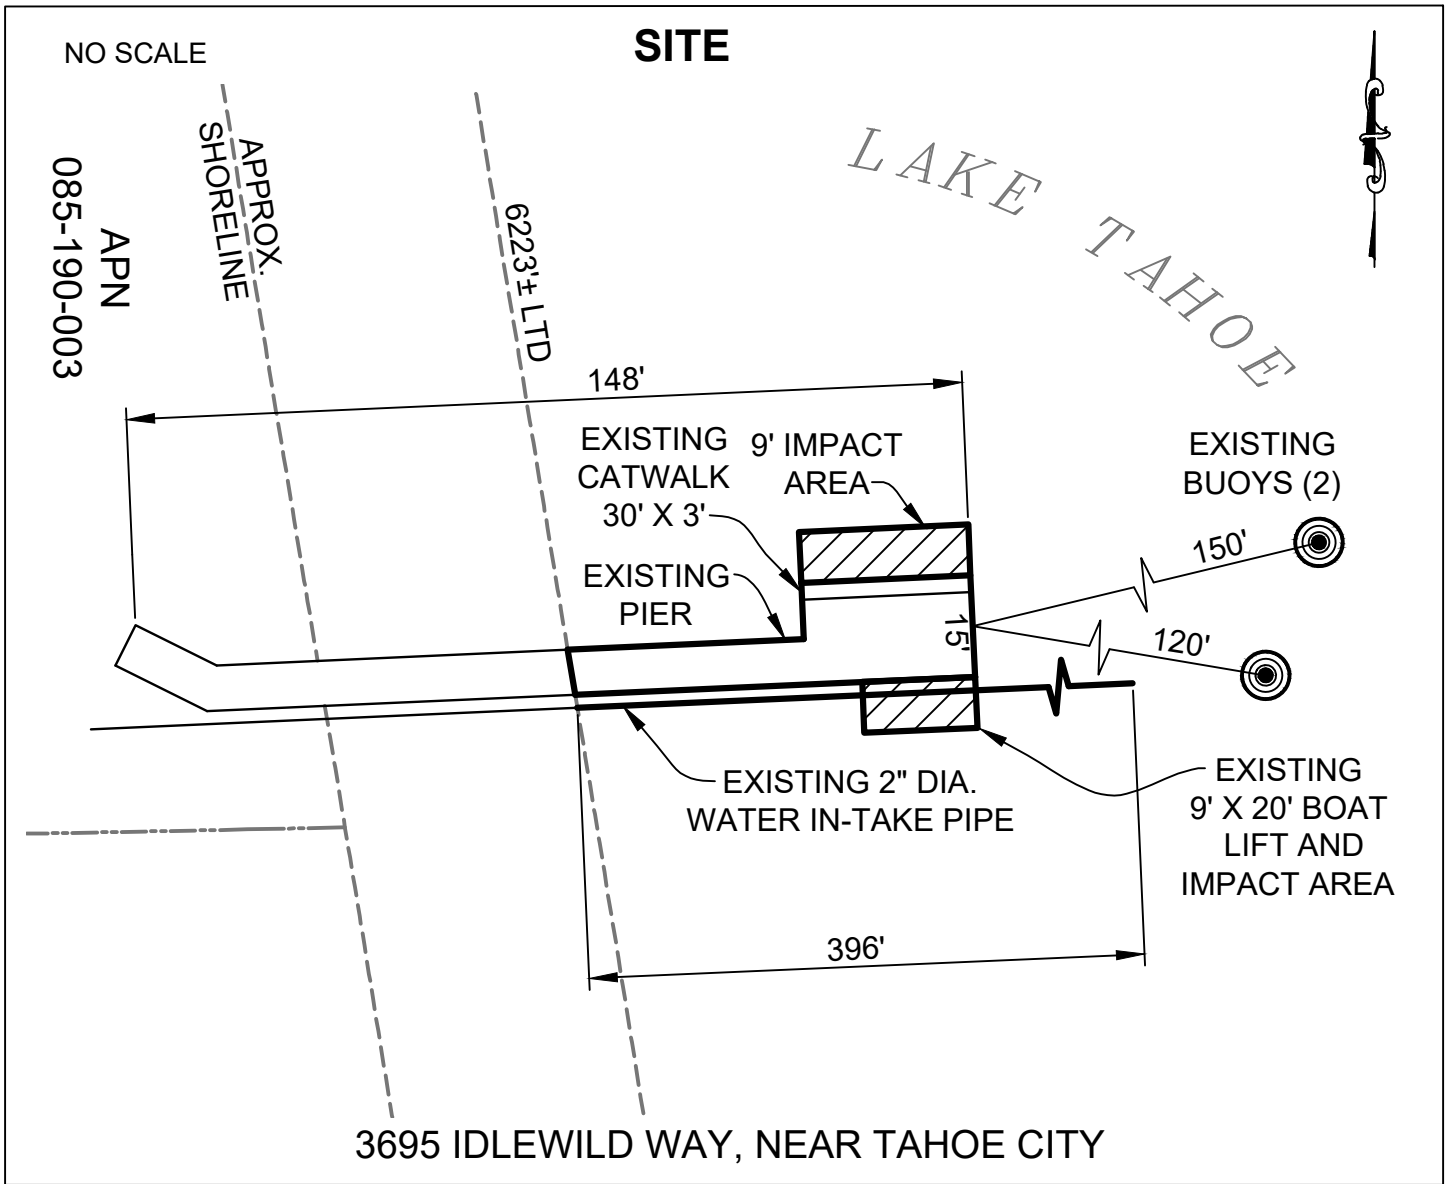 NO SCALE
SITE
APN
085-190-003
APPROX.
SHORELINE
6223'± LTD
LAKE TAHOE
148'
EXISTING
CATWALK
30' X 3'
9' IMPACT
AREA
EXISTING
BUOYS (2)
150'
EXISTING
PIER
15'
120'
EXISTING 2" DIA.
WATER IN-TAKE PIPE
EXISTING
9' X 20' BOAT
LIFT AND
IMPACT AREA
396'
3695 IDLEWILD WAY, NEAR TAHOE CITY